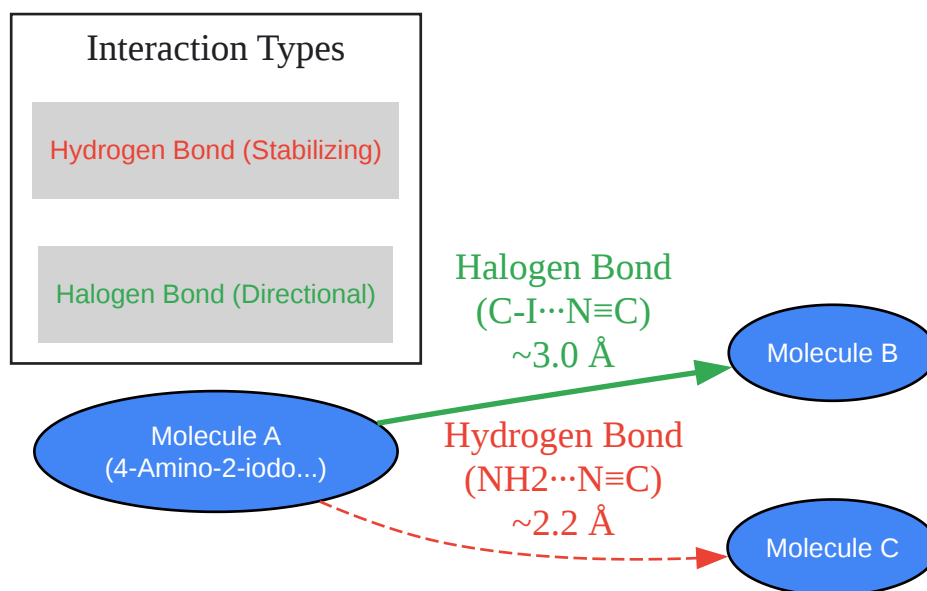 Interaction Types
Hydrogen Bond (Stabilizing)
Halogen Bond (Directional)
Halogen Bond
(C-I···N≡C)
~3.0 Å
Molecule B
Molecule A
(4-Amino-2-iodo...)
Hydrogen Bond
(NH2···N≡C)
~2.2 Å
Molecule C